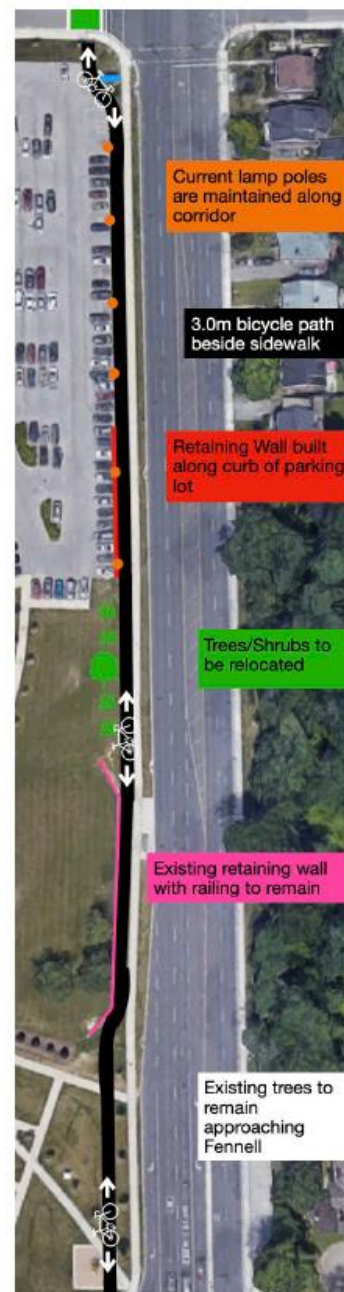 Current lamp poles
are maintained along
corridor
3.0m bicycle path
beside sidewalk
Retaining Wall built
along curb of parking
lot
Trees/Shrubs to
be relocated
Existing retaining wall
with railing to remain
Existing trees to
remain
approaching
Fennell